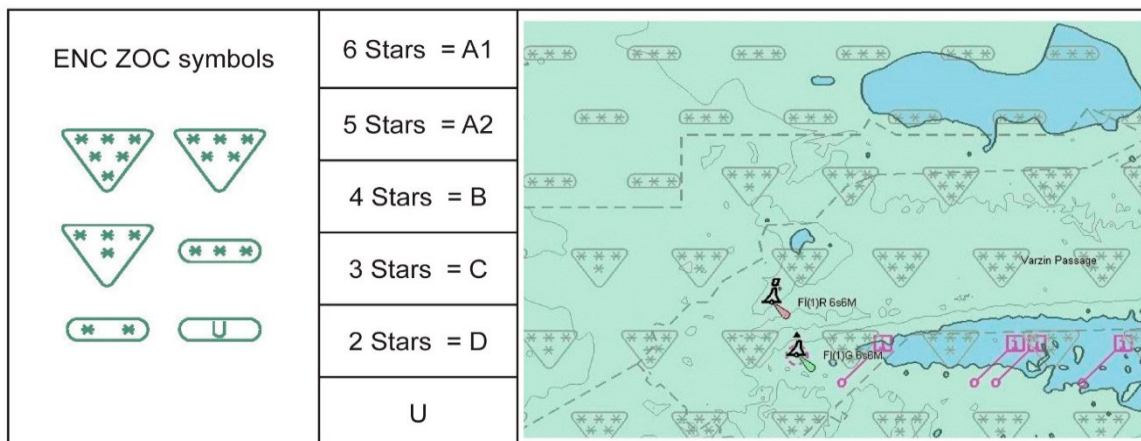 ENC ZOC symbols
U
6 Stars = A1
5 Stars = A2
4 Stars = B
3 Stars = C
2 Stars = D
U
Varzin Passage
Fl(1)R 6s6M
Fl(1)G 6s6M